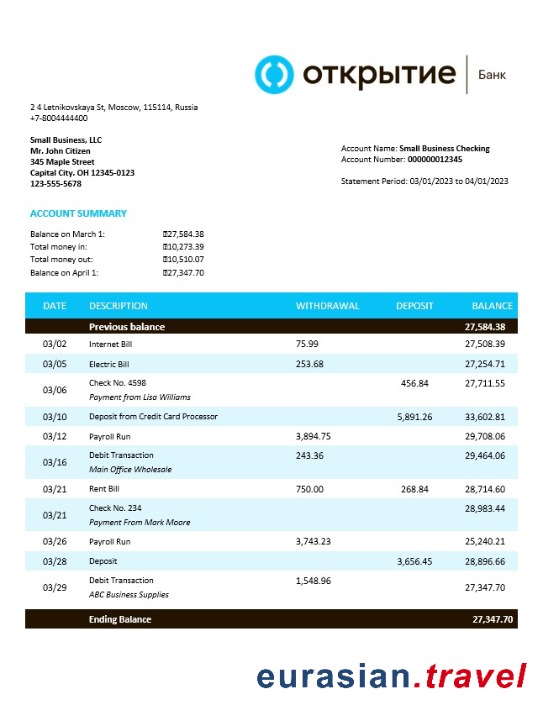 открытие Банк
2 4 Letnikovskaya St, Moscow, 115114, Russia
+7-8004444400
Small Business, LLC
Mr. John Citizen
345 Maple Street
Capital City. OH 12345-0123
123-555-5678
Account Name: Small Business Checking
Account Number: 000000012345
Statement Period: 03/01/2023 to 04/01/2023
ACCOUNT SUMMARY
Balance on March 1: 27,584.38
Total money in: 10,273.39
Total money out: 10,510.07
Balance on April 1: 27,347.70
DATE DESCRIPTION WITHDRAWAL DEPOSIT BALANCE
Previous balance 27,584.38
03/02 Internet Bill 75.99 27,508.39
03/05 Electric Bill 253.68 27,254.71
03/06 Check No. 4598 456.84 27,711.55
Payment from Lisa Williams
03/10 Deposit from Credit Card Processor 5,891.26 33,602.81
03/12 Payroll Run 3,894.75 29,708.06
03/16 Debit Transaction 243.36 29,464.06
Main Office Wholesale
03/21 Rent Bill 750.00 268.84 28,714.60
03/21 Check No. 234 28,983.44
Payment From Mark Moore
03/26 Payroll Run 3,743.23 25,240.21
03/28 Deposit 3,656.45 28,896.66
03/29 Debit Transaction 1,548.96 27,347.70
ABC Business Supplies
Ending Balance 27,347.70
eurasian.travel